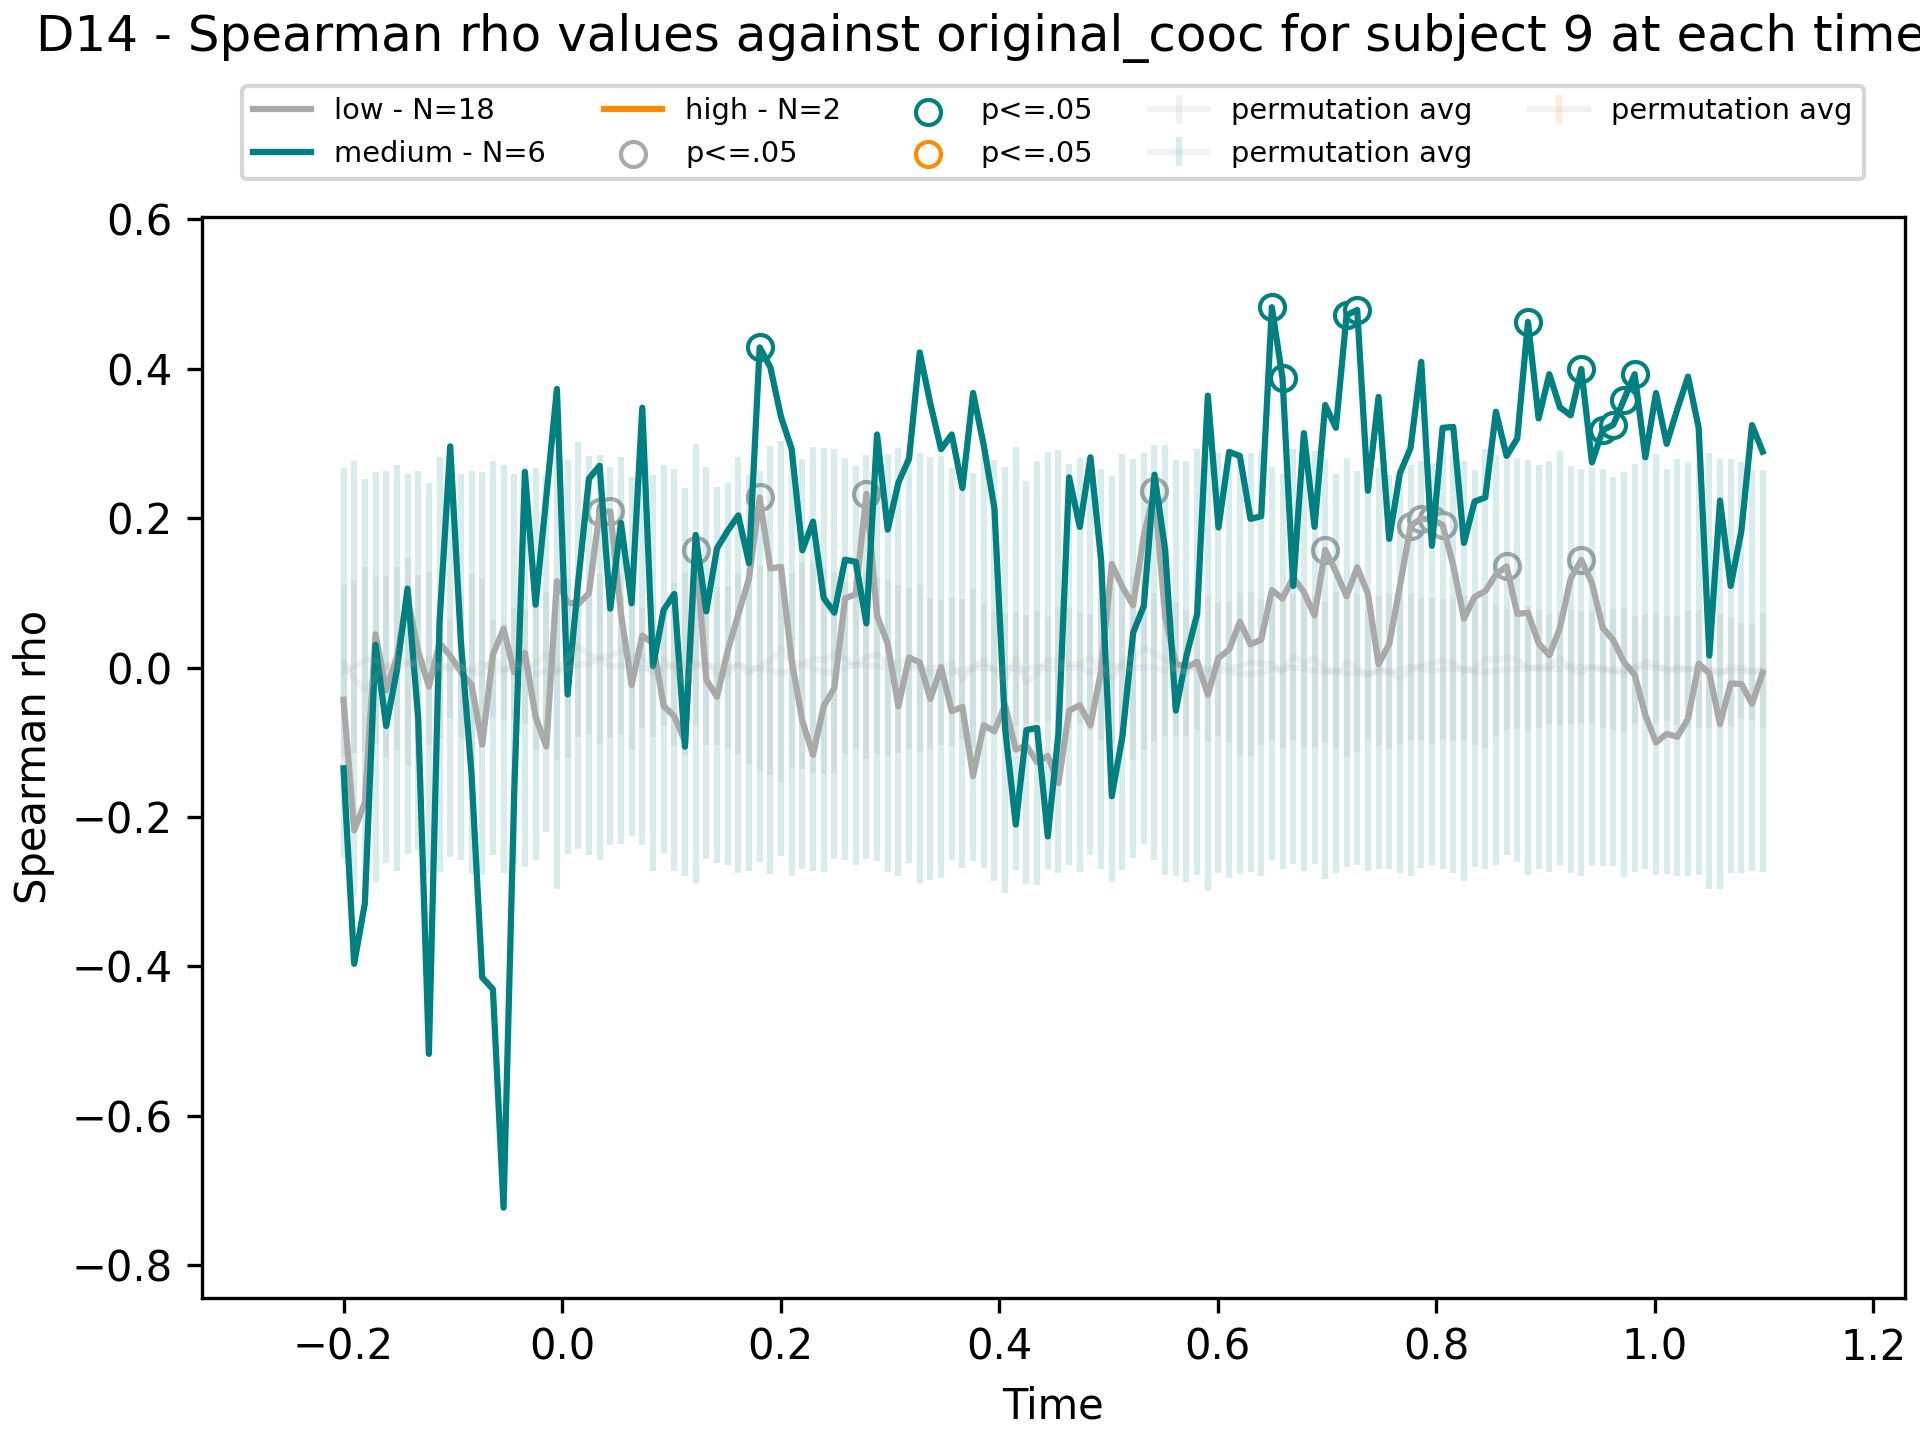 D14 - Spearman rho values against original_cooc for subject 9 at each time
low - N=18 high - N=2 p<=.05 permutation avg permutation avg
medium - N=6 p<=.05 p<=.05 permutation avg
0.6
0.4
0.2
0.0
−0.2
−0.4
−0.6
−0.8
Spearman rho
−0.2 0.0 0.2 0.4 0.6 0.8 1.0 1.2
Time